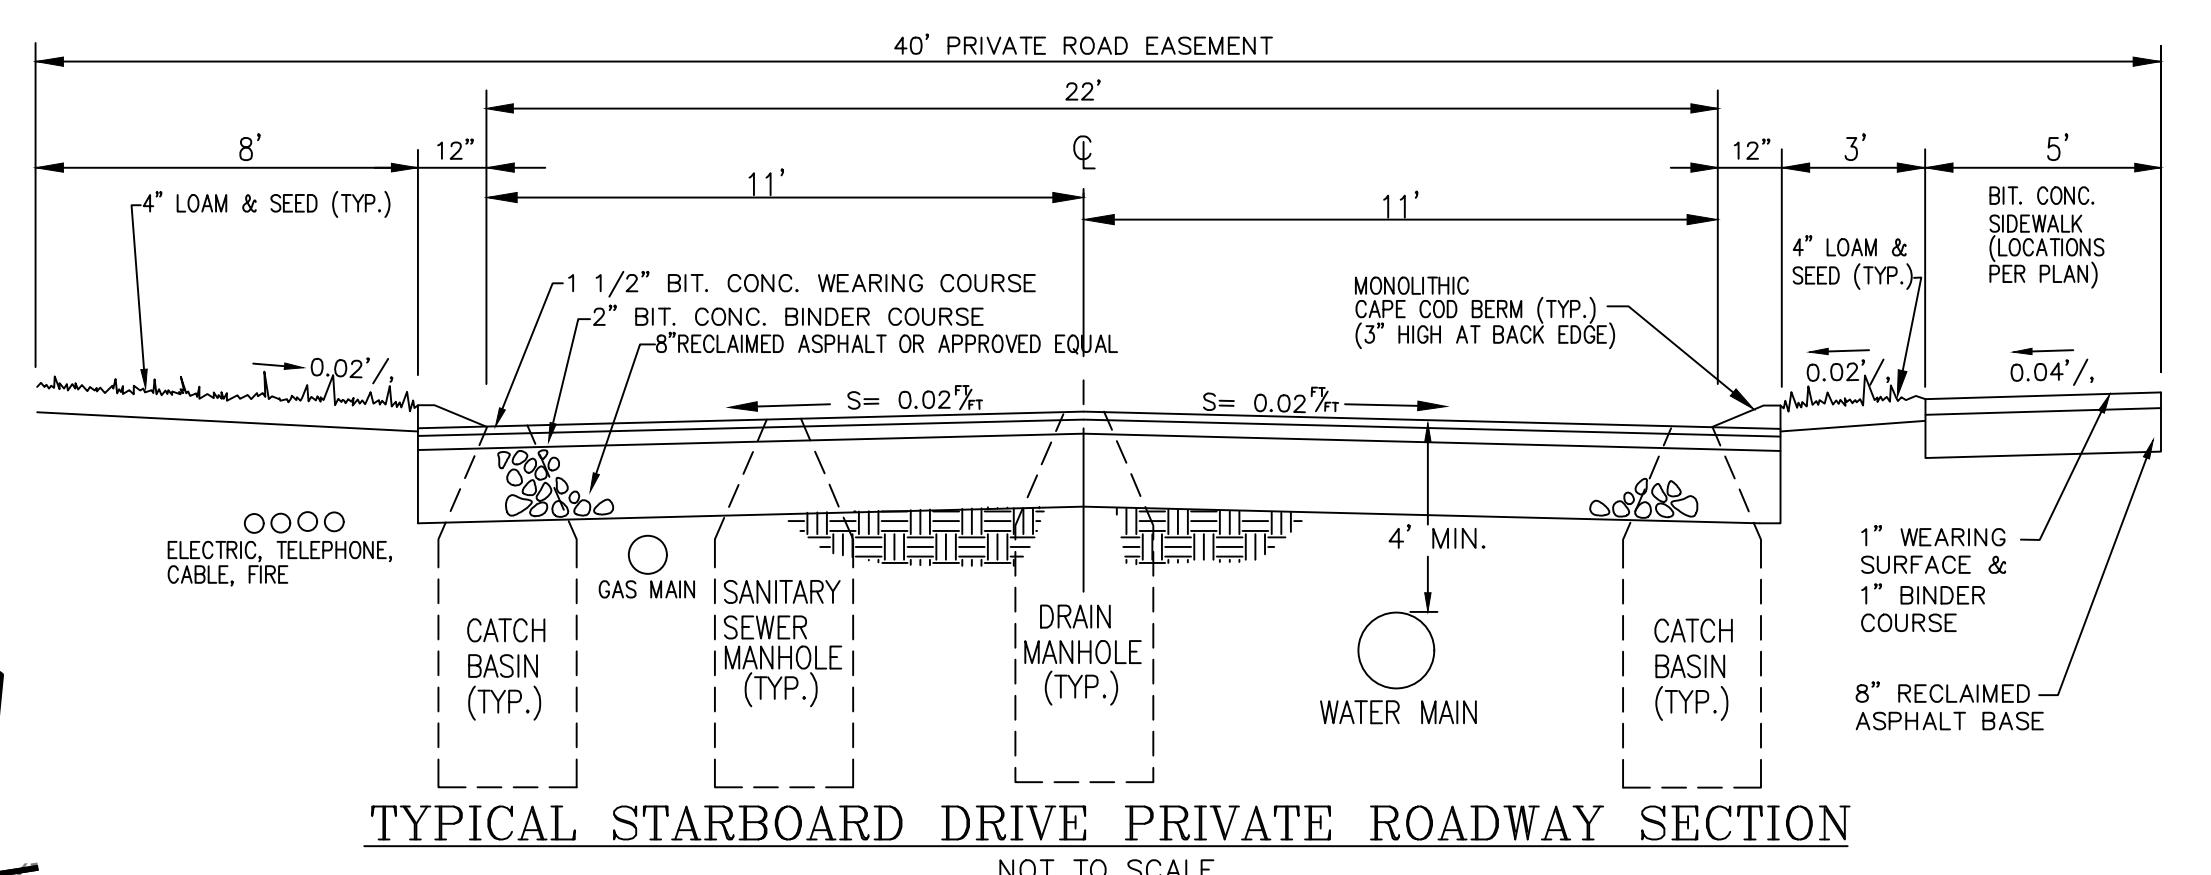 40' PRIVATE ROAD EASEMENT
22'
8'
12"
℄
12"
3'
5'
11'
11'
4" LOAM & SEED (TYP.)
BIT. CONC.
SIDEWALK
(LOCATIONS
PER PLAN)
4" LOAM &
SEED (TYP.)
1 1/2" BIT. CONC. WEARING COURSE
2" BIT. CONC. BINDER COURSE
8"RECLAIMED ASPHALT OR APPROVED EQUAL
MONOLITHIC
CAPE COD BERM (TYP.)
(3" HIGH AT BACK EDGE)
0.02'/,
S= 0.02 FT/FT
S= 0.02 FT/FT
0.02'/,
0.04'/,
4' MIN.
ELECTRIC, TELEPHONE,
CABLE, FIRE
GAS MAIN
CATCH
BASIN
(TYP.)
SANITARY
SEWER
MANHOLE
(TYP.)
DRAIN
MANHOLE
(TYP.)
WATER MAIN
CATCH
BASIN
(TYP.)
1" WEARING
SURFACE &
1" BINDER
COURSE
8" RECLAIMED
ASPHALT BASE
TYPICAL STARBOARD DRIVE PRIVATE ROADWAY SECTION
NOT TO SCALE